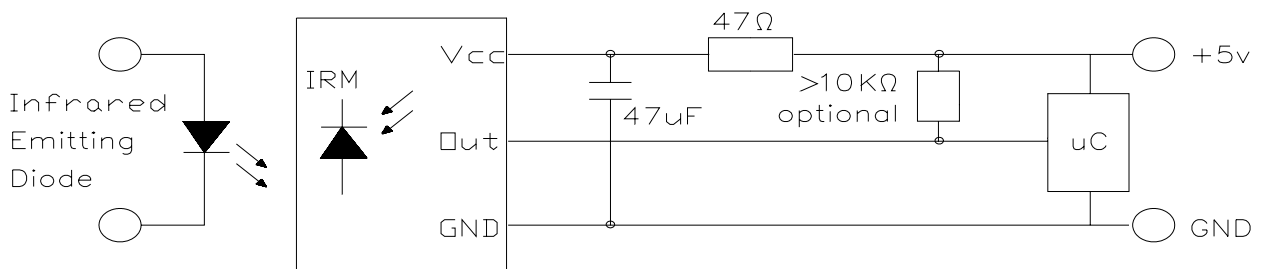 Infrared
Emitting
Diode
IRM
Vcc
Out
GND
47Ω
47uF
>10KΩ
optional
uC
+5v
GND